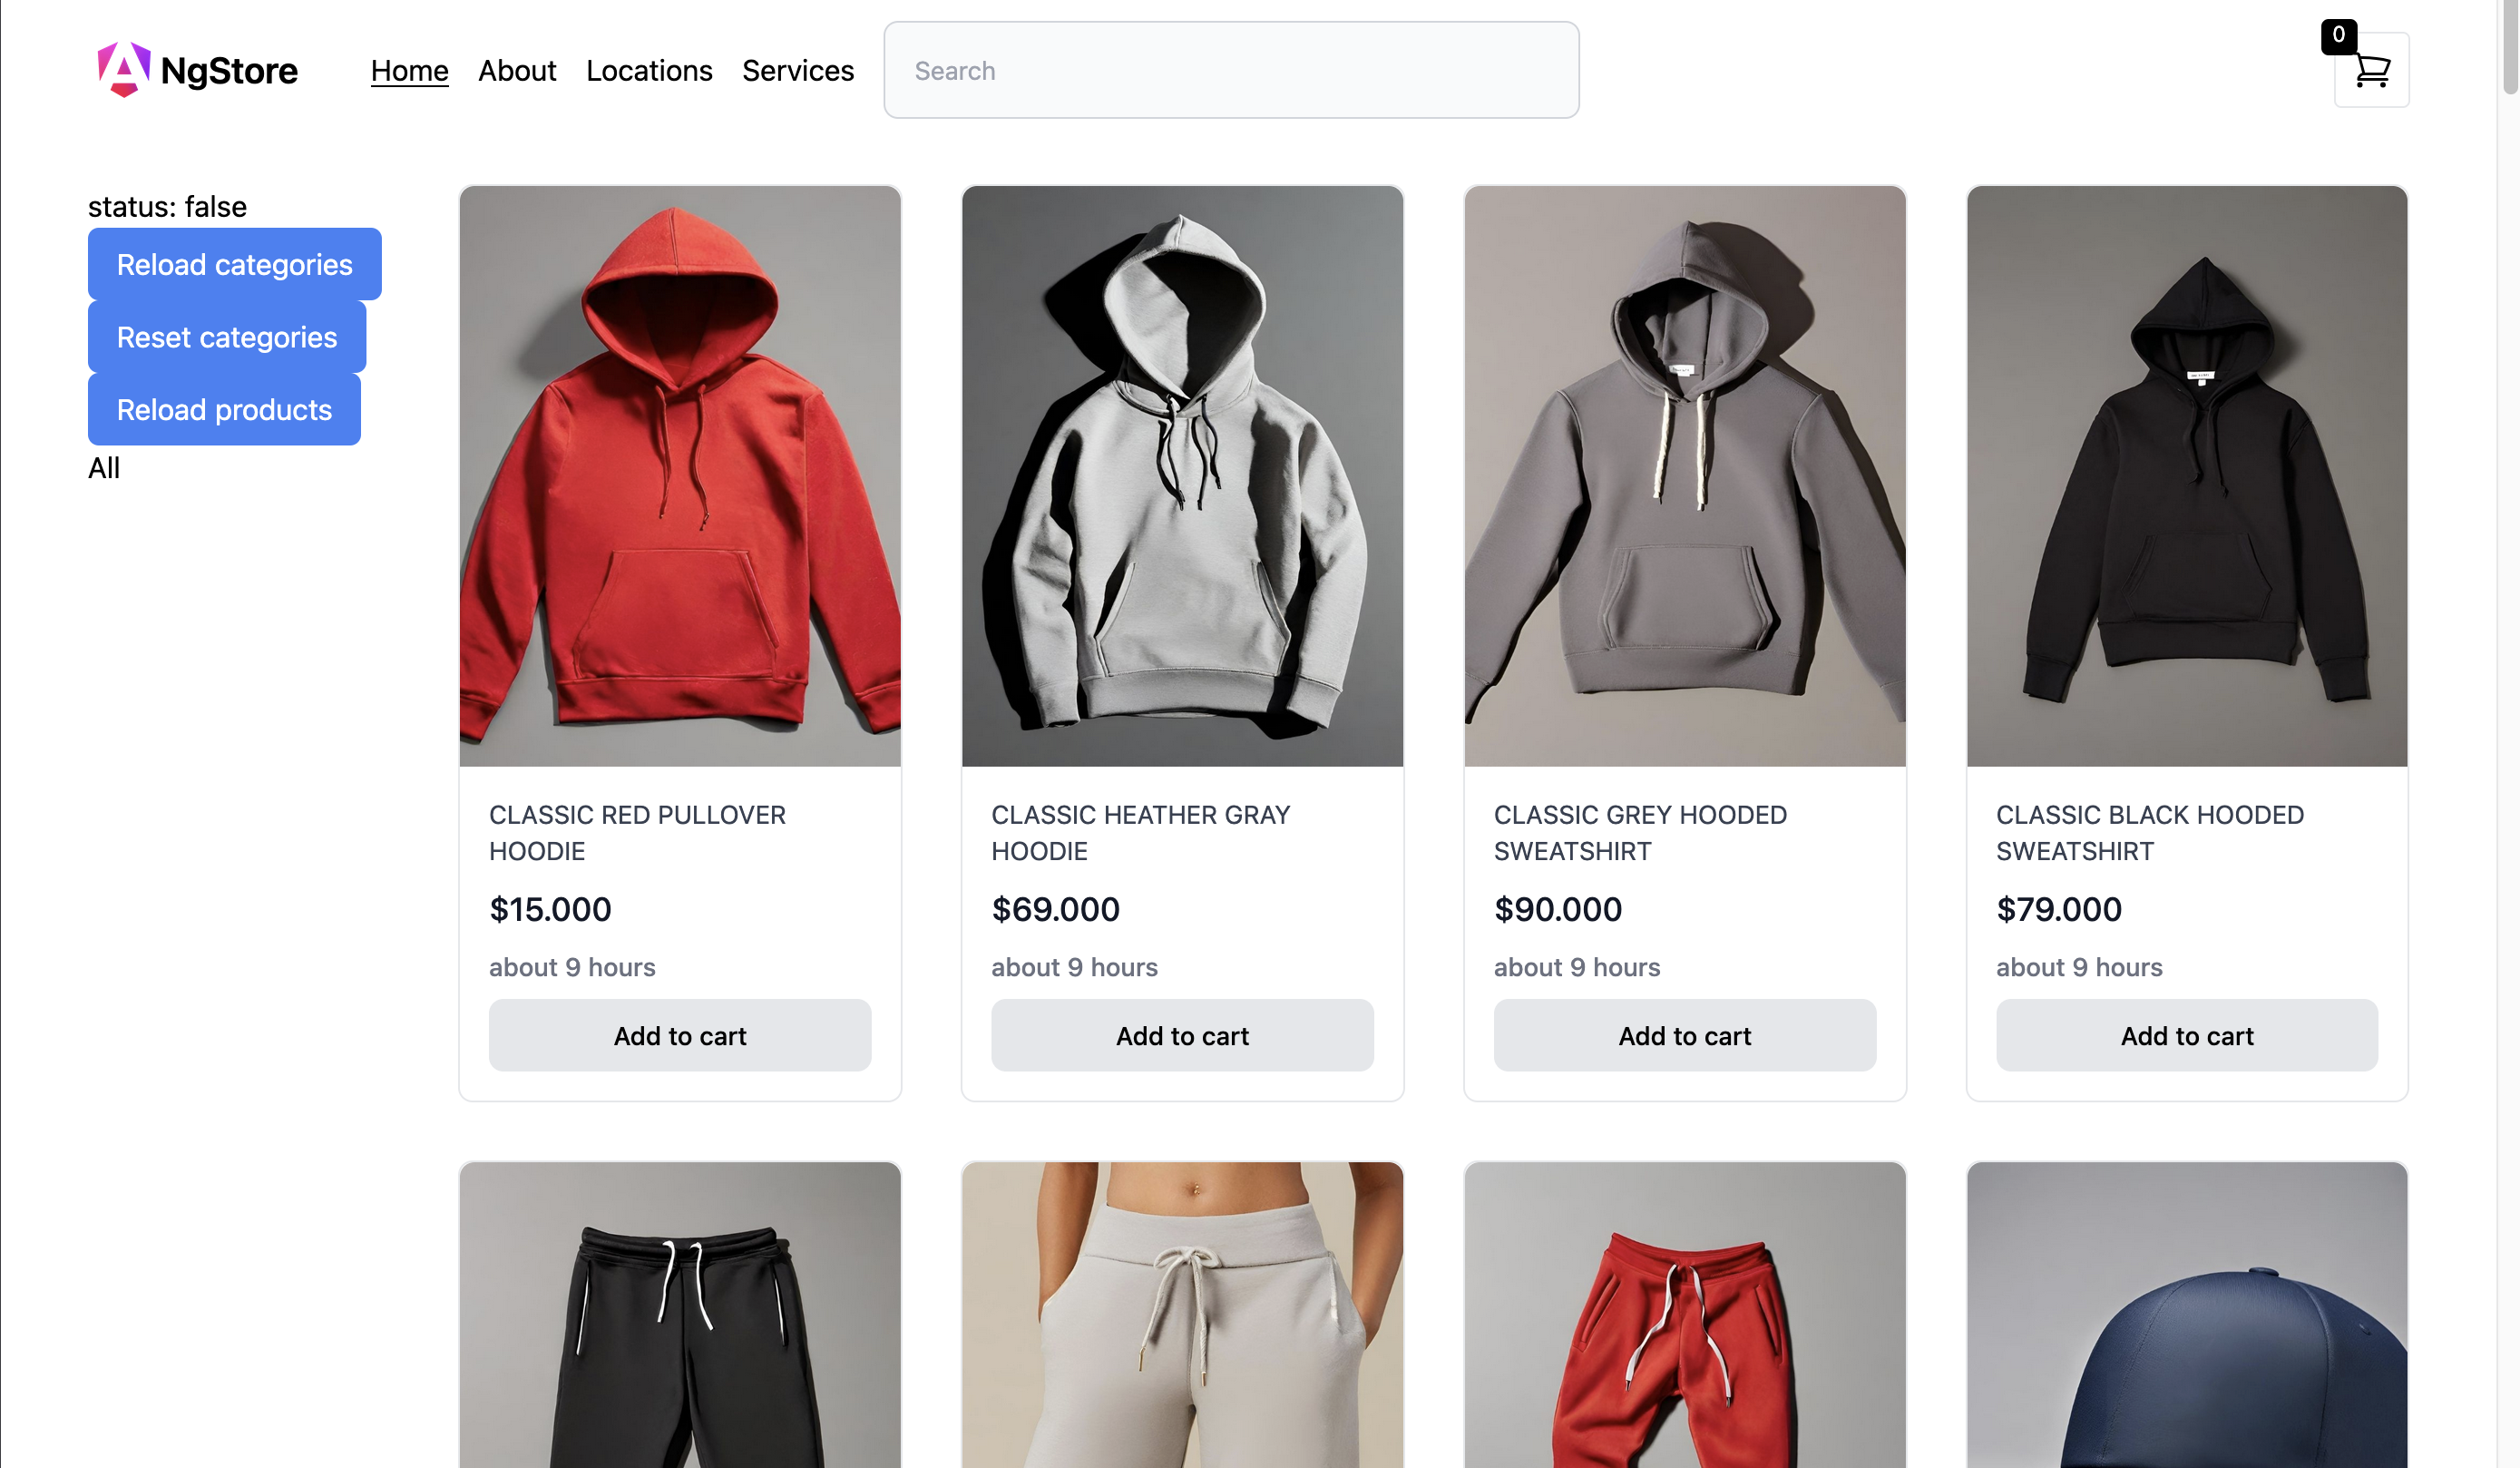 NgStore
Home
About
Locations
Services
Search
0
status: false
Reload categories
Reset categories
Reload products
All
CLASSIC RED PULLOVER
HOODIE
$15.000
about 9 hours
Add to cart
CLASSIC HEATHER GRAY
HOODIE
$69.000
about 9 hours
Add to cart
CLASSIC GREY HOODED
SWEATSHIRT
$90.000
about 9 hours
Add to cart
CLASSIC BLACK HOODED
SWEATSHIRT
$79.000
about 9 hours
Add to cart